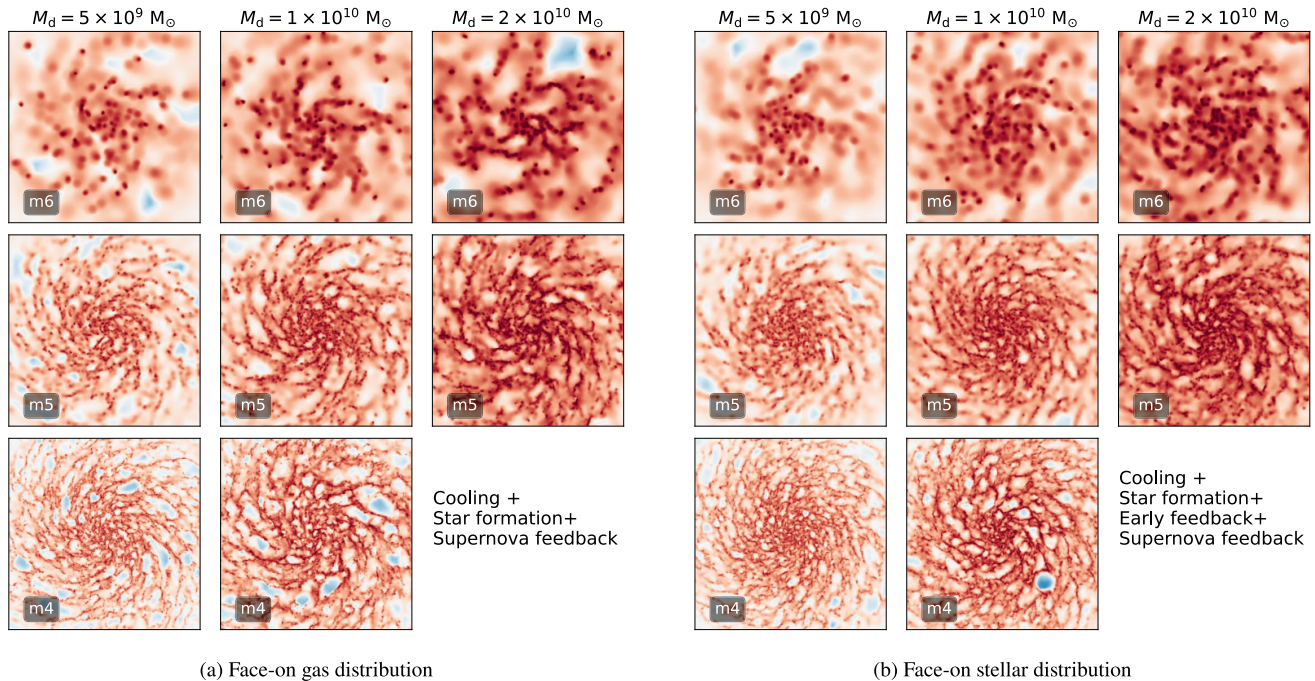 M_d = 5 × 10^9 M_⊙
M_d = 1 × 10^10 M_⊙
M_d = 2 × 10^10 M_⊙
m6
m6
m6
m5
m5
m5
m4
m4
Cooling +
Star formation+
Supernova feedback
(a) Face-on gas distribution
M_d = 5 × 10^9 M_⊙
M_d = 1 × 10^10 M_⊙
M_d = 2 × 10^10 M_⊙
m6
m6
m6
m5
m5
m5
m4
m4
Cooling +
Star formation+
Early feedback+
Supernova feedback
(b) Face-on stellar distribution